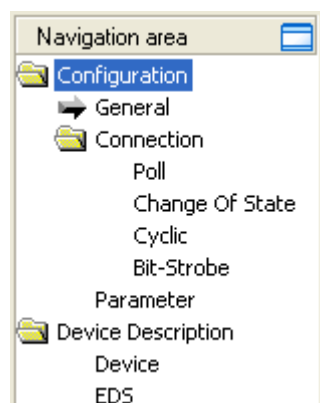 Navigation area
Configuration
General
Connection
Poll
Change Of State
Cyclic
Bit-Strobe
Parameter
Device Description
Device
EDS